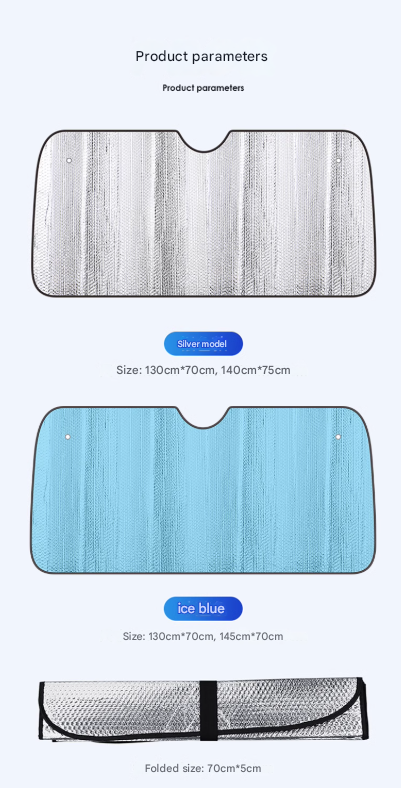 Product parameters
Product parameters
Silver model
Size: 130cm*70cm, 140cm*75cm
ice blue
Size: 130cm*70cm, 145cm*70cm
Folded size: 70cm*5cm